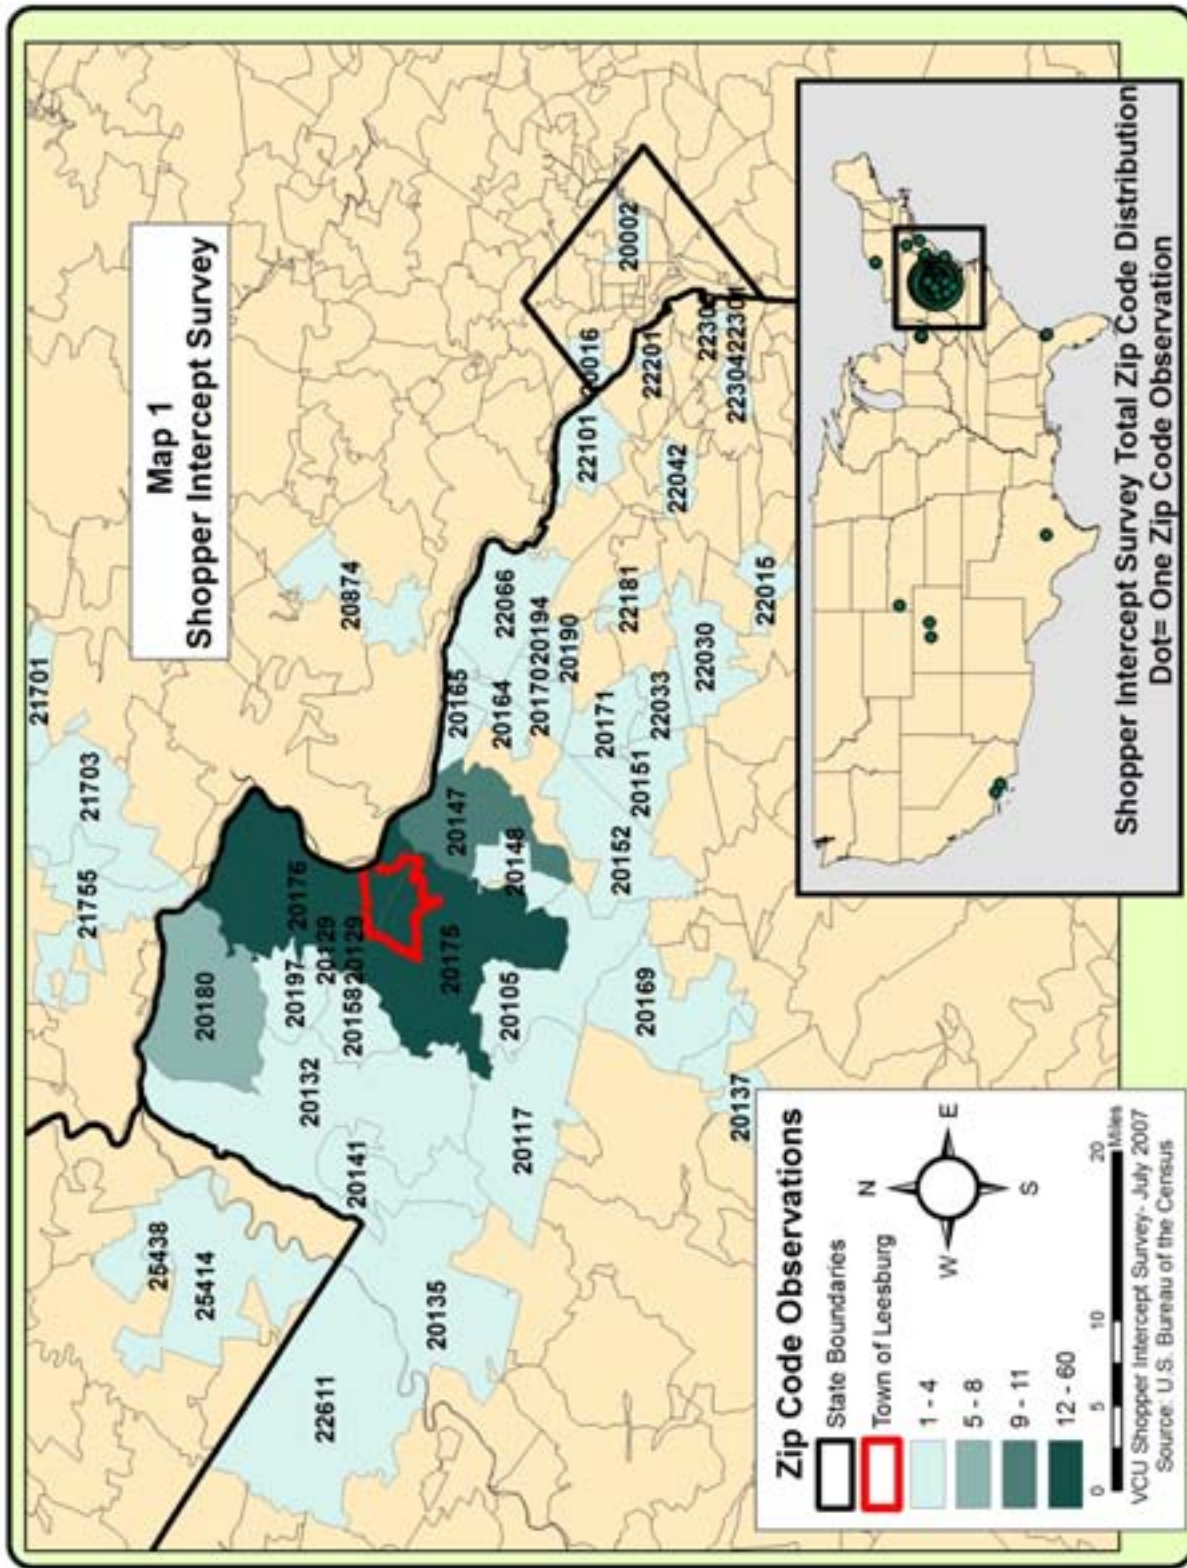 Map 1
Shopper Intercept Survey
21701
21703
21755
20874
20180
20176
20197
20129
20158
20129
20132
20141
25438
25414
22611
20135
20117
20105
20175
20147
20148
20165
22066
20164
20170
20194
20190
20171
22033
20151
20152
20169
20137
22181
22030
22015
22101
22042
22201
22304
22301
20002
Zip Code Observations
State Boundaries
Town of Leesburg
1 - 4
5 - 8
9 - 11
12 - 60
N
W
E
S
0
5
10
20
Miles
VCU Shopper Intercept Survey- July 2007
Source: U.S. Bureau of the Census
Shopper Intercept Survey Total Zip Code Distribution
Dot= One Zip Code Observation